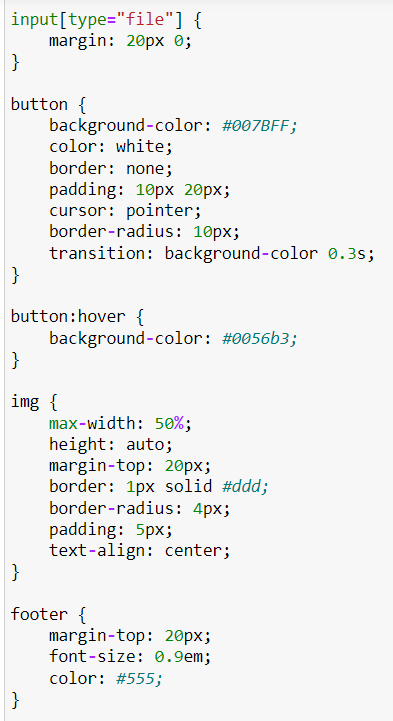 input[type="file"] {
    margin: 20px 0;
}

button {
    background-color: #007BFF;
    color: white;
    border: none;
    padding: 10px 20px;
    cursor: pointer;
    border-radius: 10px;
    transition: background-color 0.3s;
}

button:hover {
    background-color: #0056b3;
}

img {
    max-width: 50%;
    height: auto;
    margin-top: 20px;
    border: 1px solid #ddd;
    border-radius: 4px;
    padding: 5px;
    text-align: center;
}

footer {
    margin-top: 20px;
    font-size: 0.9em;
    color: #555;
}